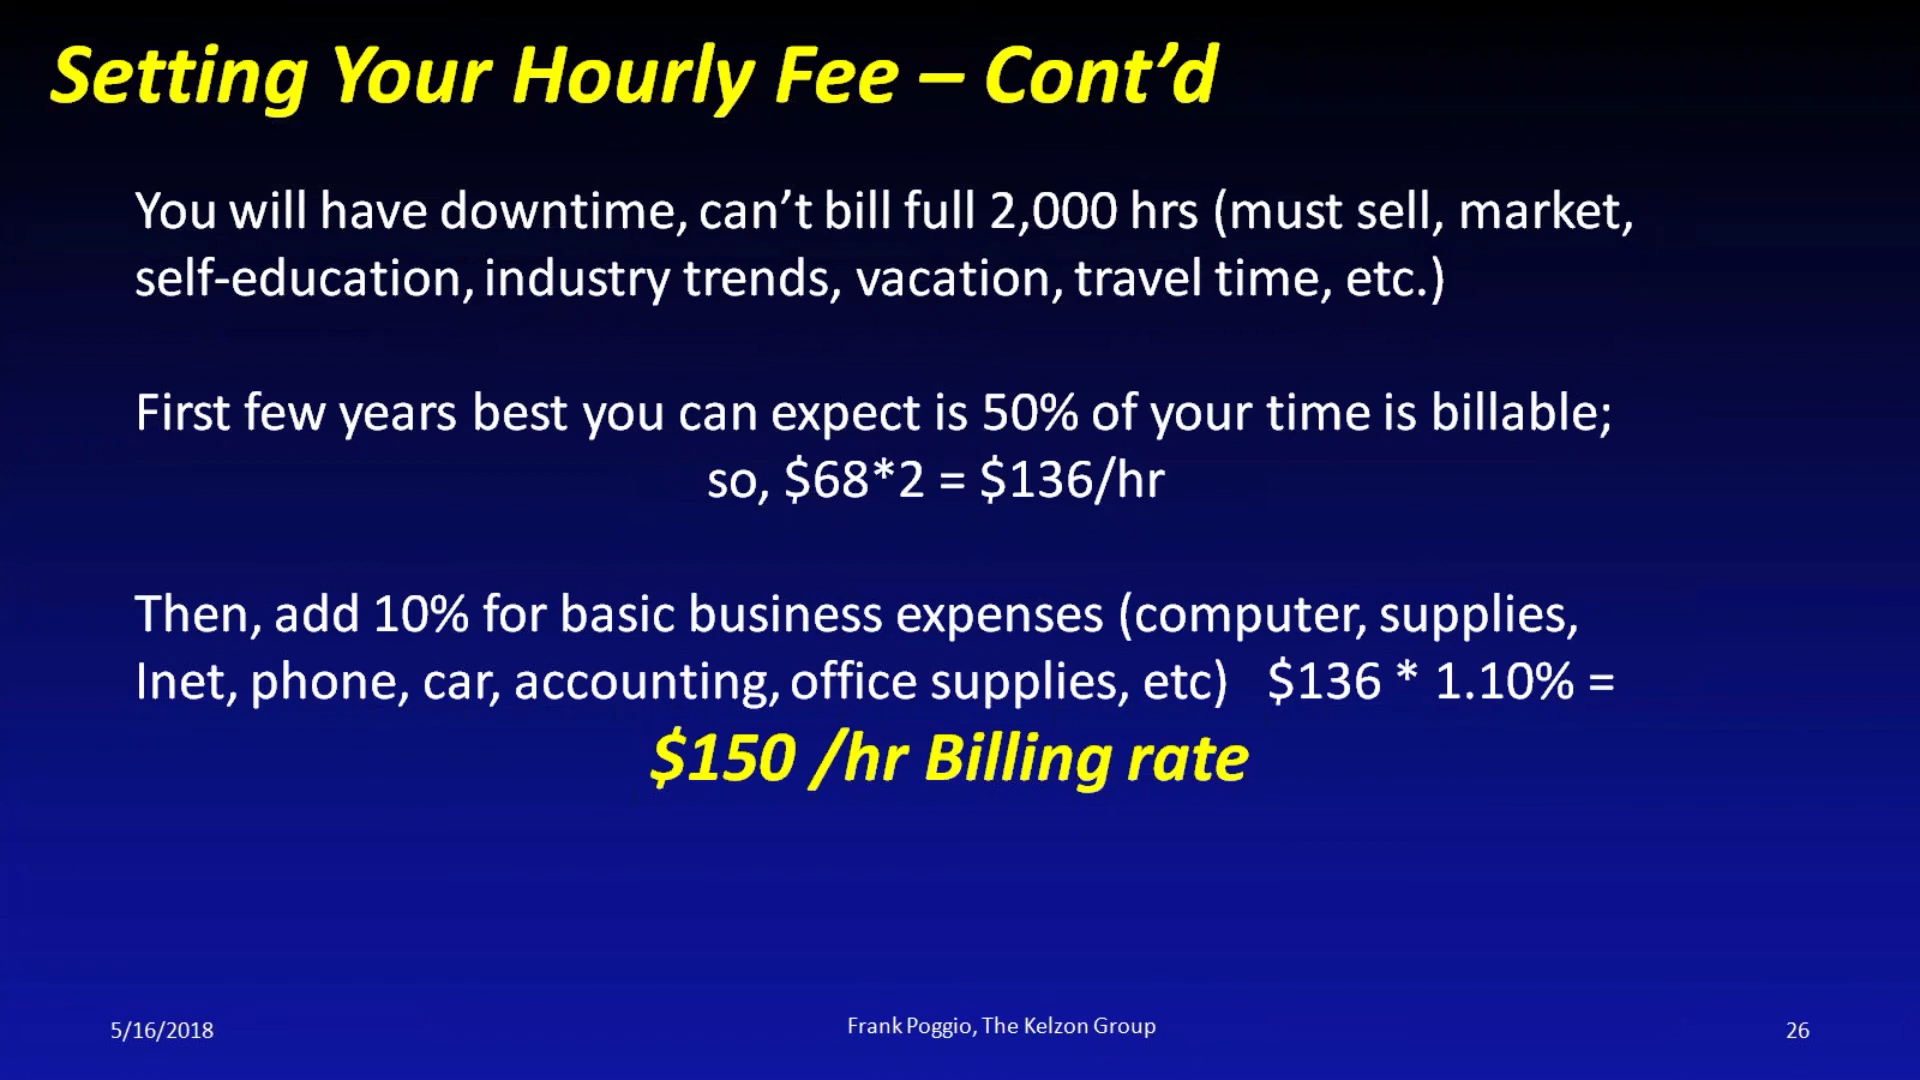 Setting Your Hourly Fee – Cont’d
You will have downtime, can’t bill full 2,000 hrs (must sell, market,
self-education, industry trends, vacation, travel time, etc.)
First few years best you can expect is 50% of your time is billable;
so, $68*2 = $136/hr
Then, add 10% for basic business expenses (computer, supplies,
Inet, phone, car, accounting, office supplies, etc) $136 * 1.10% =
$150 /hr Billing rate
5/16/2018
Frank Poggio, The Kelzon Group
26